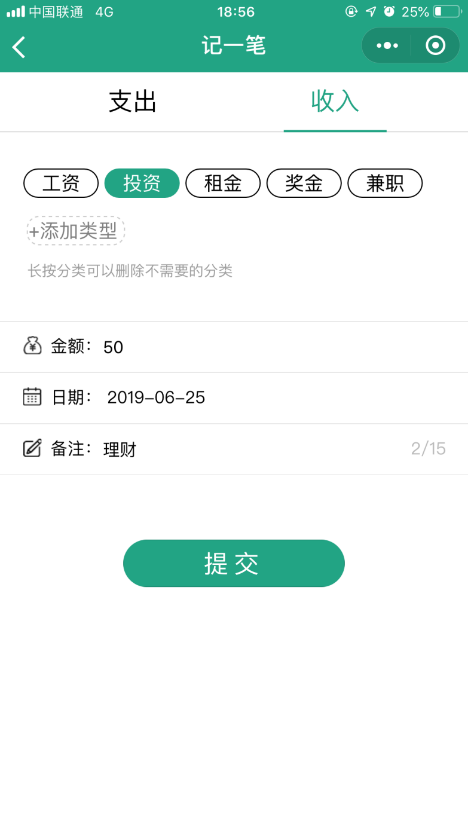 中国联通 4G 18:56 25%
记一笔
支出 收入
工资 投资 租金 奖金 兼职
+添加类型
长按分类可以删除不需要的分类
金额: 50
日期: 2019-06-25
备注: 理财 2/15
提交